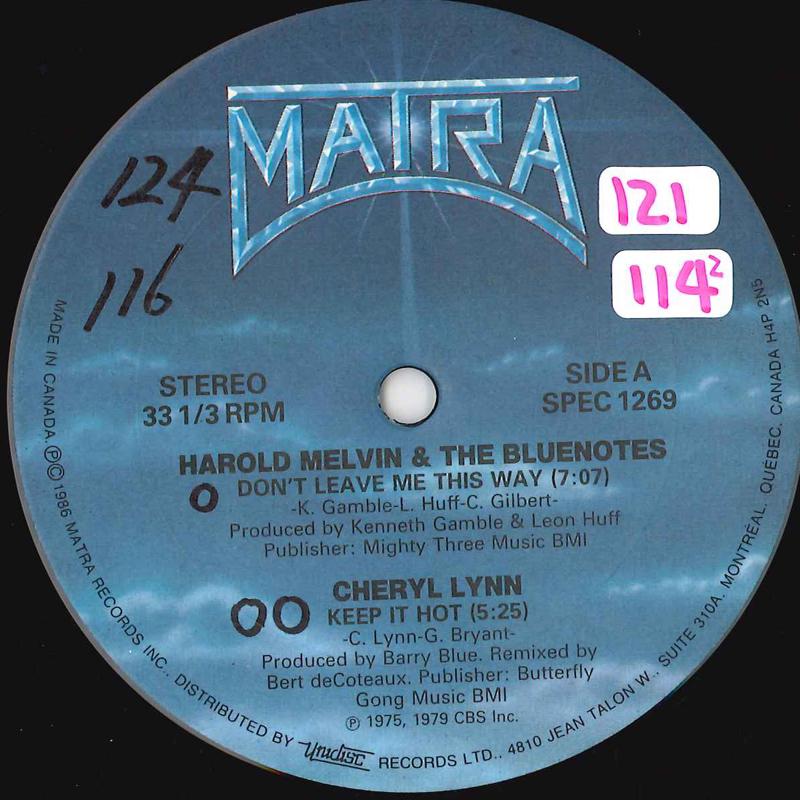 MATRA
124
116
121
114²
STEREO
33 1/3 RPM
SIDE A
SPEC 1269
HAROLD MELVIN & THE BLUENOTES
O DON'T LEAVE ME THIS WAY (7:07)
-K. Gamble-L. Huff-C. Gilbert-
Produced by Kenneth Gamble & Leon Huff
Publisher: Mighty Three Music BMI
CHERYL LYNN
OO KEEP IT HOT (5:25)
-C. Lynn-G. Bryant-
Produced by Barry Blue. Remixed by
Bert deCoteaux. Publisher: Butterfly
Gong Music BMI
℗ 1975, 1979 CBS Inc.
MADE IN CANADA. ℗© 1986 MATRA RECORDS INC.. DISTRIBUTED BY Unidisc RECORDS LTD.. 4810 JEAN TALON W.. SUITE 310A. MONTRÉAL. QUÉBEC. CANADA H4P 2N5